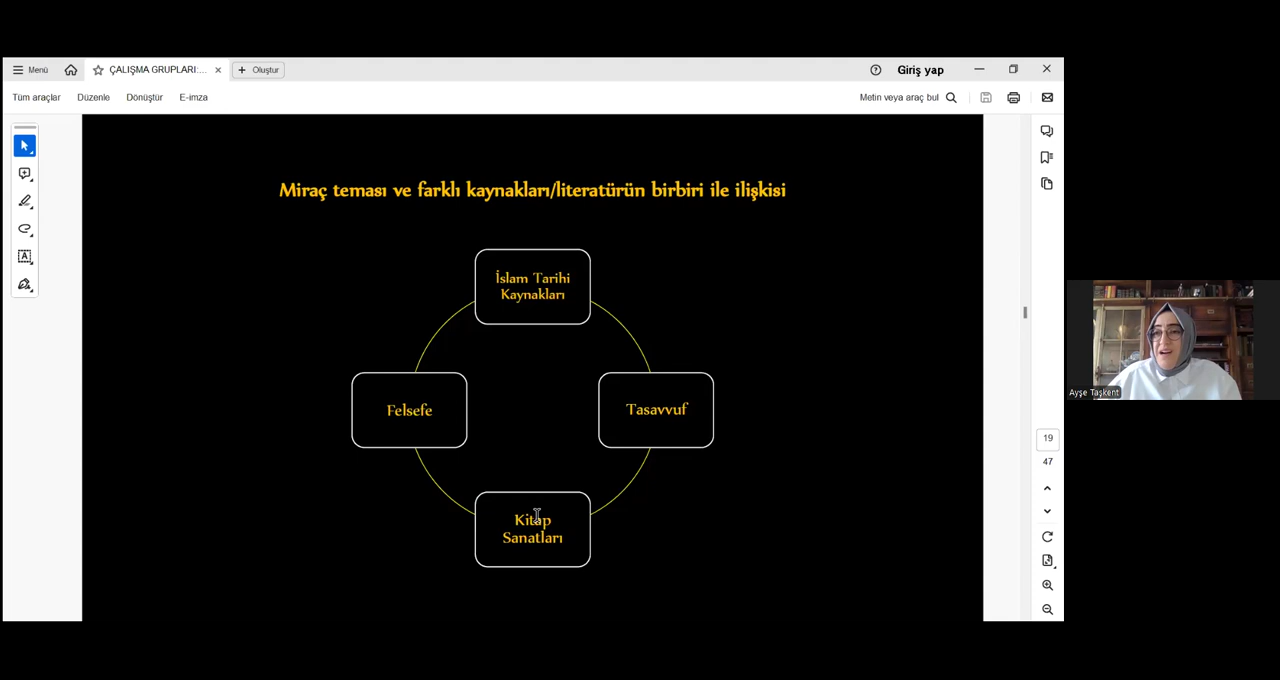 Menü
ÇALIŞMA GRUPLARI:...
Oluştur
Giriş yap
Tüm araçlar
Düzenle
Dönüştür
E-imza
Metin veya araç bul
Miraç teması ve farklı kaynakları/literatürün birbiri ile ilişkisi
İslam Tarihi
Kaynakları
Felsefe
Tasavvuf
Kitap
Sanatları
Ayşe Taşkent
19
47